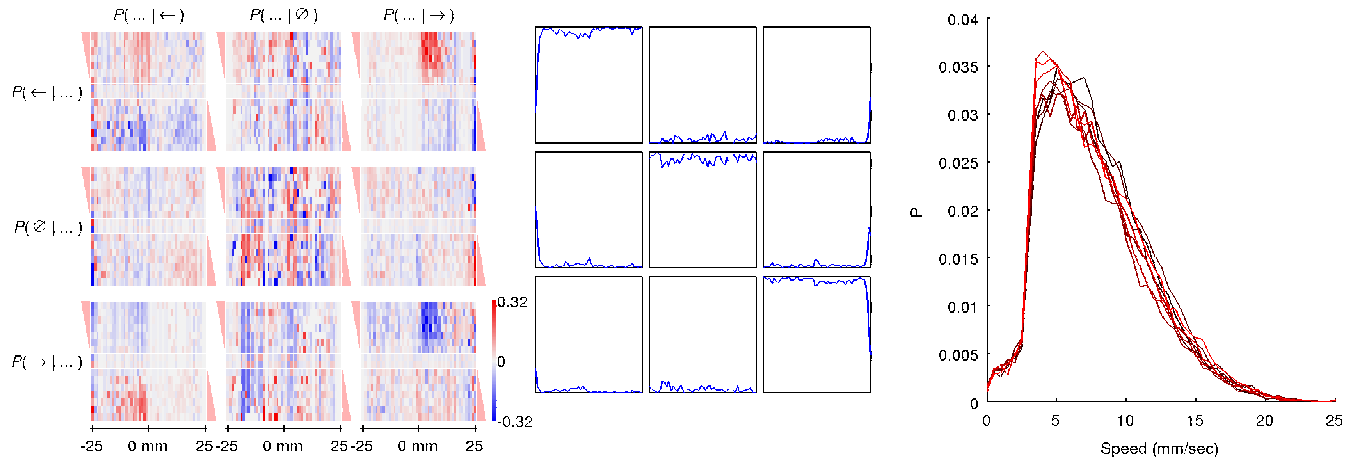 P( ... | ← ) P( ... | ∅ ) P( ... | → )
P( ← | ... )
P( ∅ | ... )
P( → | ... )
0.32
0
-0.32
-25 0 mm 25 -25 0 mm 25 -25 0 mm 25
0.04
0.035
0.03
0.025
0.02
0.015
0.01
0.005
0
P
0 5 10 15 20 25
Speed (mm/sec)